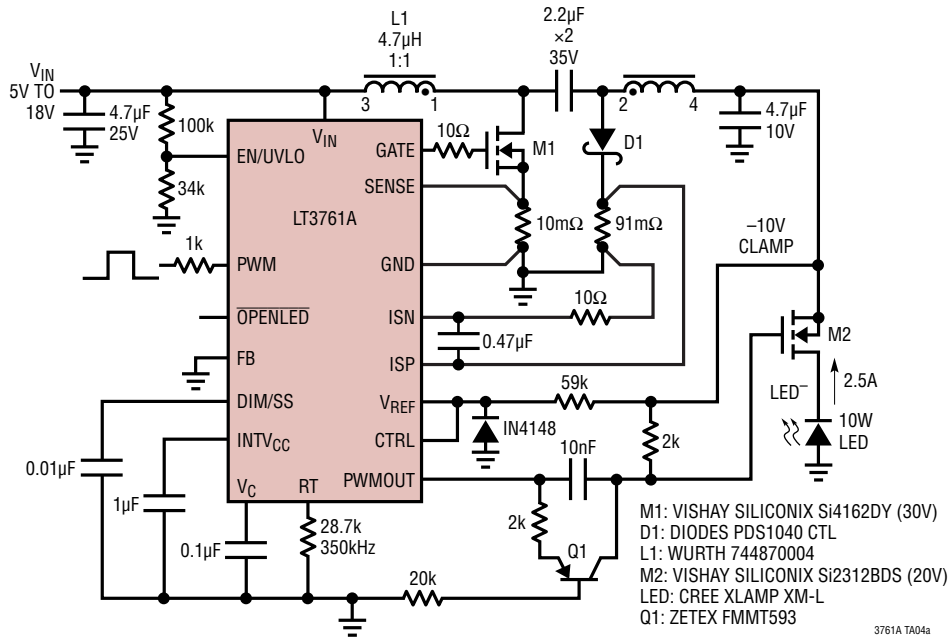 L1
4.7µH
1:1
2.2µF
×2
35V
VIN
5V TO
18V
4.7µF
25V
100k
34k
3
1
2
4
4.7µF
10V
VIN
EN/UVLO
GATE
10Ω
M1
D1
SENSE
LT3761A
10mΩ
91mΩ
–10V
CLAMP
1k
PWM
GND
OPENLED
ISN
10Ω
0.47µF
M2
FB
ISP
LED–
2.5A
DIM/SS
VREF
59k
10W
LED
INTVCC
CTRL
IN4148
2k
10nF
0.01µF
1µF
VC
RT
PWMOUT
0.1µF
28.7k
350kHz
2k
Q1
20k
M1: VISHAY SILICONIX Si4162DY (30V)
D1: DIODES PDS1040 CTL
L1: WURTH 744870004
M2: VISHAY SILICONIX Si2312BDS (20V)
LED: CREE XLAMP XM-L
Q1: ZETEX FMMT593
3761A TA04a